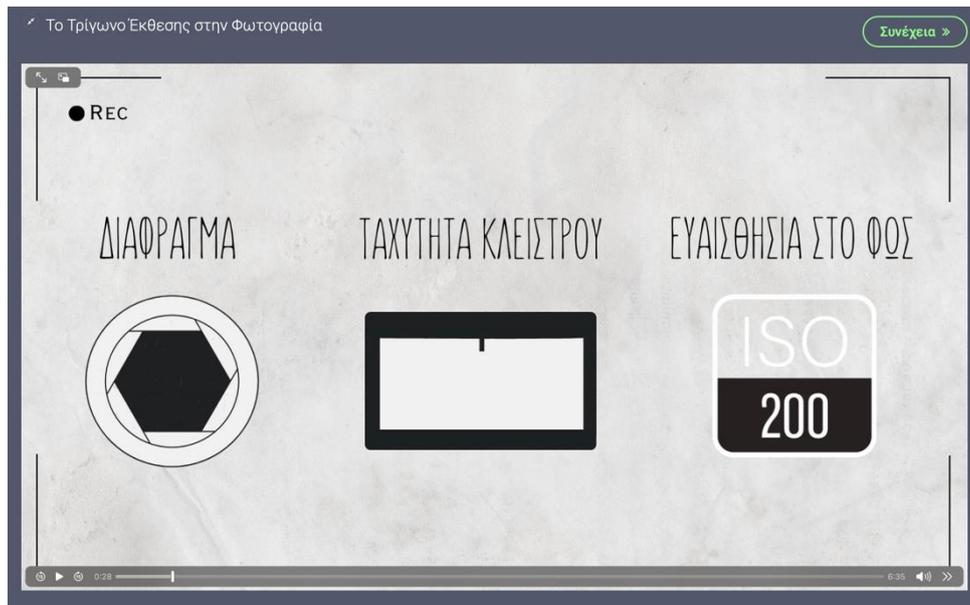 Το Τρίγωνο Έκθεσης στην Φωτογραφία
Συνέχεια »
REC
ΔΙΑΦΡΑΓΜΑ
ΤΑΧΥΤΗΤΑ ΚΛΕΙΣΤΡΟΥ
ΕΥΑΙΣΘΗΣΙΑ ΣΤΟ ΦΩΣ
ISO
200
0:28
6:35